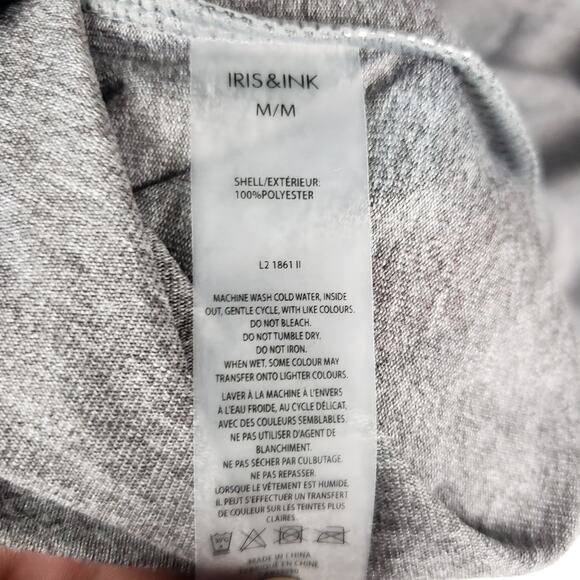 IRIS&INK
M/M
SHELL/EXTÉRIEUR:
100%POLYESTER
L2 1861 II
MACHINE WASH COLD WATER, INSIDE
OUT, GENTLE CYCLE, WITH LIKE COLOURS.
DO NOT BLEACH.
DO NOT TUMBLE DRY.
DO NOT IRON.
WHEN WET, SOME COLOUR MAY
TRANSFER ONTO LIGHTER COLOURS.
LAVER À LA MACHINE À L'ENVERS
À L'EAU FROIDE, AU CYCLE DÉLICAT,
AVEC DES COULEURS SEMBLABLES.
NE PAS UTILISER D'AGENT DE
BLANCHIMENT.
NE PAS SÉCHER PAR CULBUTAGE.
NE PAS REPASSER.
LORSQUE LE VÊTEMENT EST HUMIDE,
IL PEUT S'EFFECTUER UN TRANSFERT
DE COULEUR SUR LES TEINTES PLUS
CLAIRES.
MADE IN CHINA
FABRIQUÉ EN CHINE